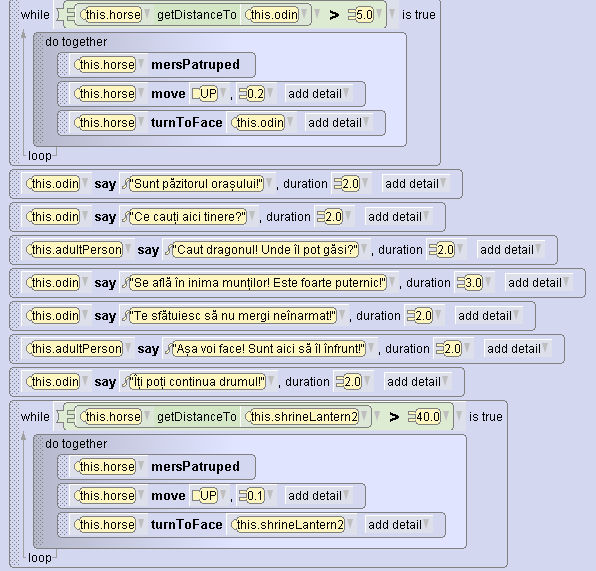 while this.horse getDistanceTo this.odin > 5.0 is true
do together
this.horse mersPatruped
this.horse move UP , 0.2 add detail
this.horse turnToFace this.odin add detail
loop
this.odin say "Sunt păzitorul orașului!" , duration 2.0 add detail
this.odin say "Ce cauți aici tinere?" , duration 2.0 add detail
this.adultPerson say "Caut dragonul! Unde îl pot găsi?" , duration 2.0 add detail
this.odin say "Se află în inima munților! Este foarte puternic!" , duration 3.0 add detail
this.odin say "Te sfătuiesc să nu mergi neînarmat!" , duration 2.0 add detail
this.adultPerson say "Așa voi face! Sunt aici să îl înfrunt!" , duration 2.0 add detail
this.odin say "Îți poți continua drumul!" , duration 2.0 add detail
while this.horse getDistanceTo this.shrineLantern2 > 40.0 is true
do together
this.horse mersPatruped
this.horse move UP , 0.1 add detail
this.horse turnToFace this.shrineLantern2 add detail
loop